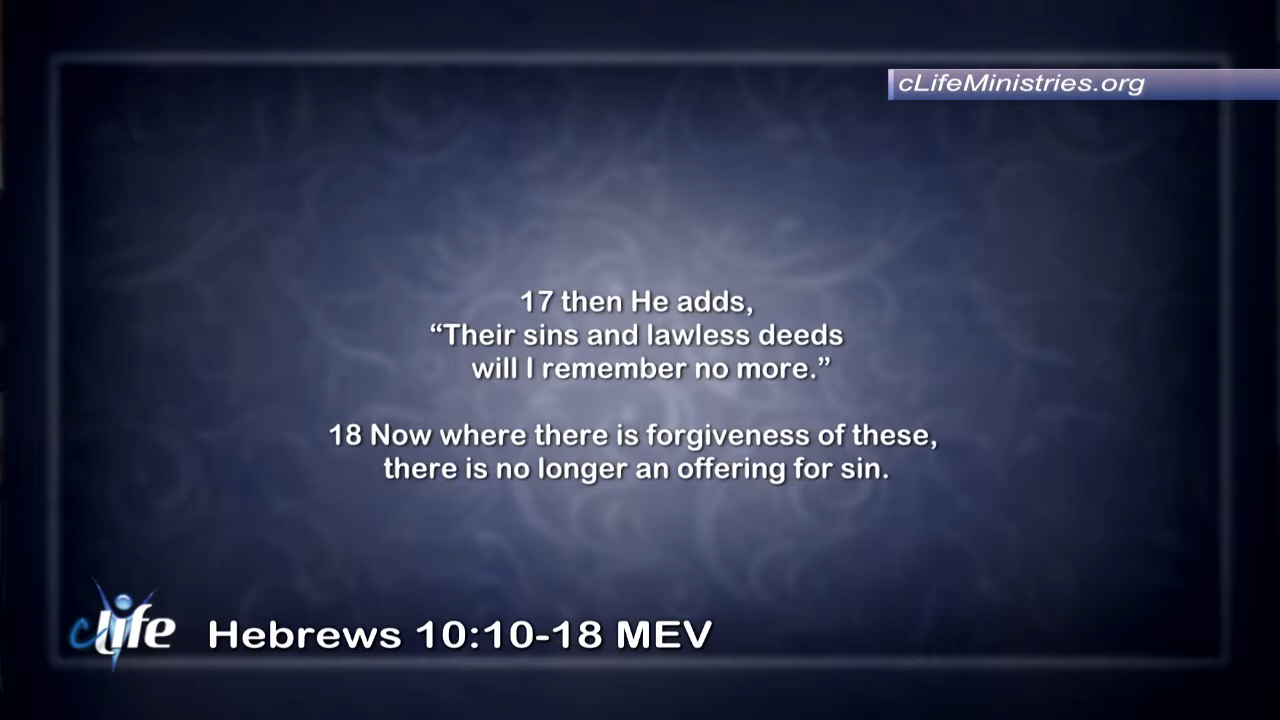 cLifeMinistries.org
17 then He adds,
“Their sins and lawless deeds
will I remember no more.”
18 Now where there is forgiveness of these,
there is no longer an offering for sin.
cLife
Hebrews 10:10-18 MEV